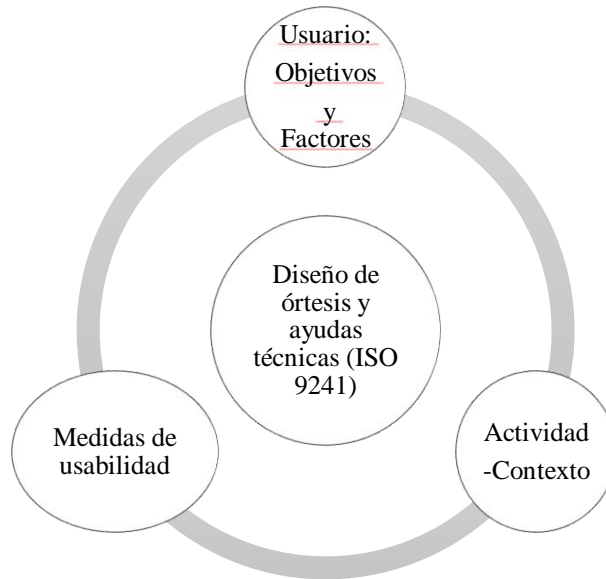 Usuario:
Objetivos
y
Factores
Diseño de
órtesis y
ayudas
técnicas (ISO
9241)
Medidas de
usabilidad
Actividad
-Contexto